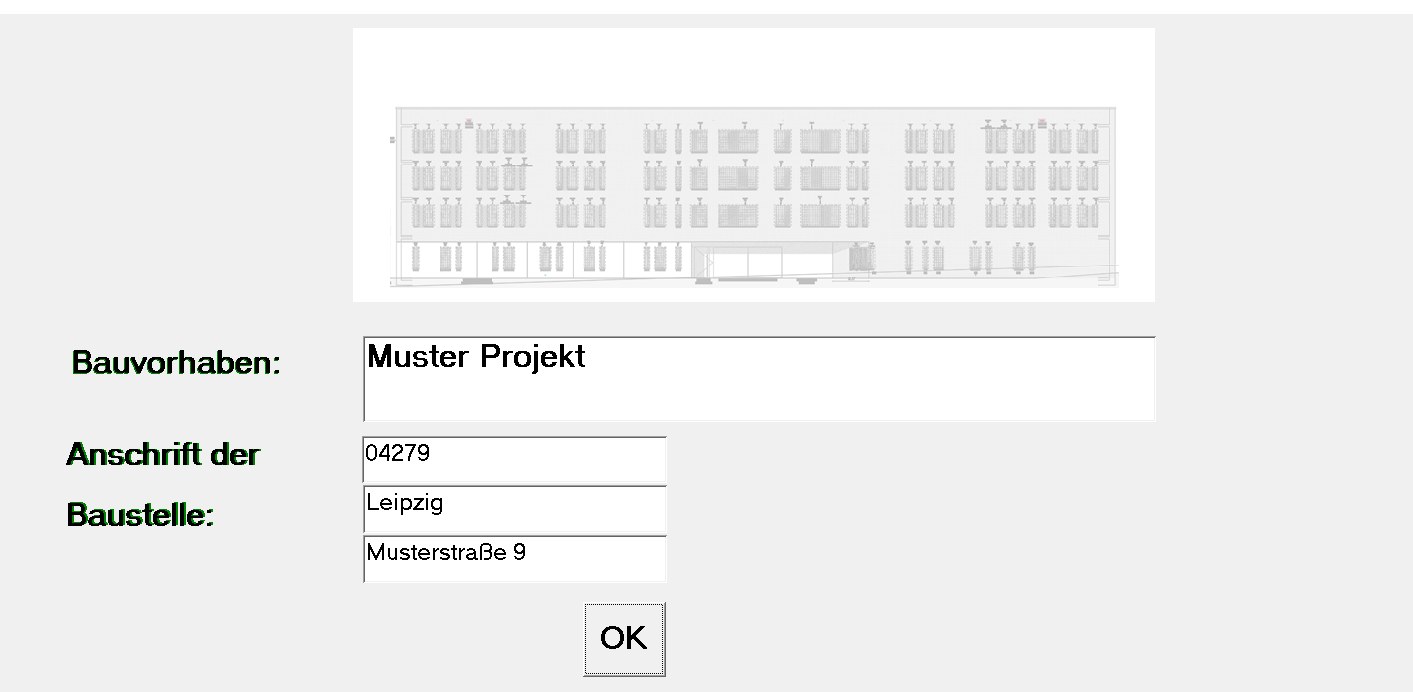 Bauvorhaben:
Muster Projekt
Anschrift der
04279
Leipzig
Baustelle:
Musterstraße 9
OK